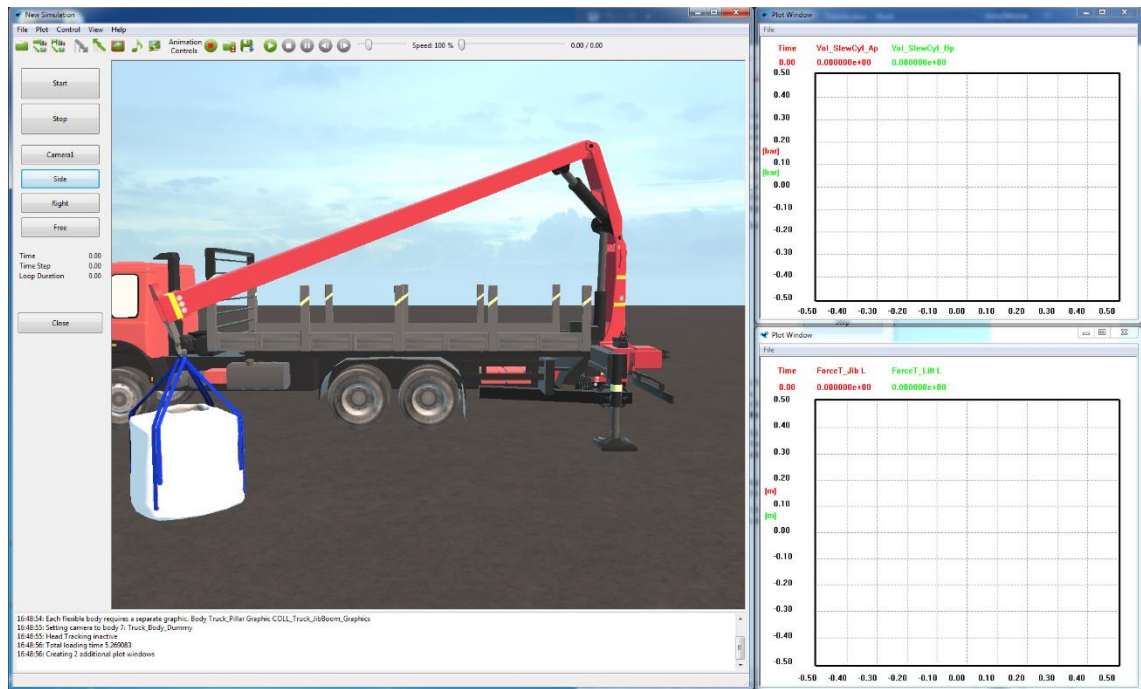 New Simulation
File Plot Control View Help
Animation Controls
Speed: 100 %
0.00 / 0.00
Start
Stop
Camera1
Side
Right
Free
Time 0.00
Time Step 0.00
Loop Duration 0.00
Close
16:48:54: Each flexible body requires a separate graphic. Body Truck_Pillar Graphic COLL_Truck_JibBoom_Graphics
16:48:55: Setting camera to body 7: Truck_Body_Dummy
16:48:55: Head Tracking inactive
16:48:56: Total loading time 5.269083
16:48:56: Creating 2 additional plot windows
Plot Window
File
Time Vol_SlewCyl_Ap Vol_SlewCyl_Bp
0.00 0.000000e+00 0.000000e+00
0.50
0.40
0.30
0.20
[bar]
0.10
[bar]
0.00
-0.10
-0.30
-0.30
-0.40
-0.50
-0.50 -0.40 -0.30 -0.20 -0.10 0.00 0.10 0.20 0.30 0.40 0.50
Stop
Plot Window
File
Time ForceT_Jib L ForceT_Lift L
0.00 0.000000e+00 0.000000e+00
0.50
0.40
0.30
0.20
[m]
0.10
[m]
0.00
-0.10
-0.20
-0.30
-0.40
-0.50
-0.50 -0.40 -0.30 -0.20 -0.10 0.00 0.10 0.20 0.30 0.40 0.50